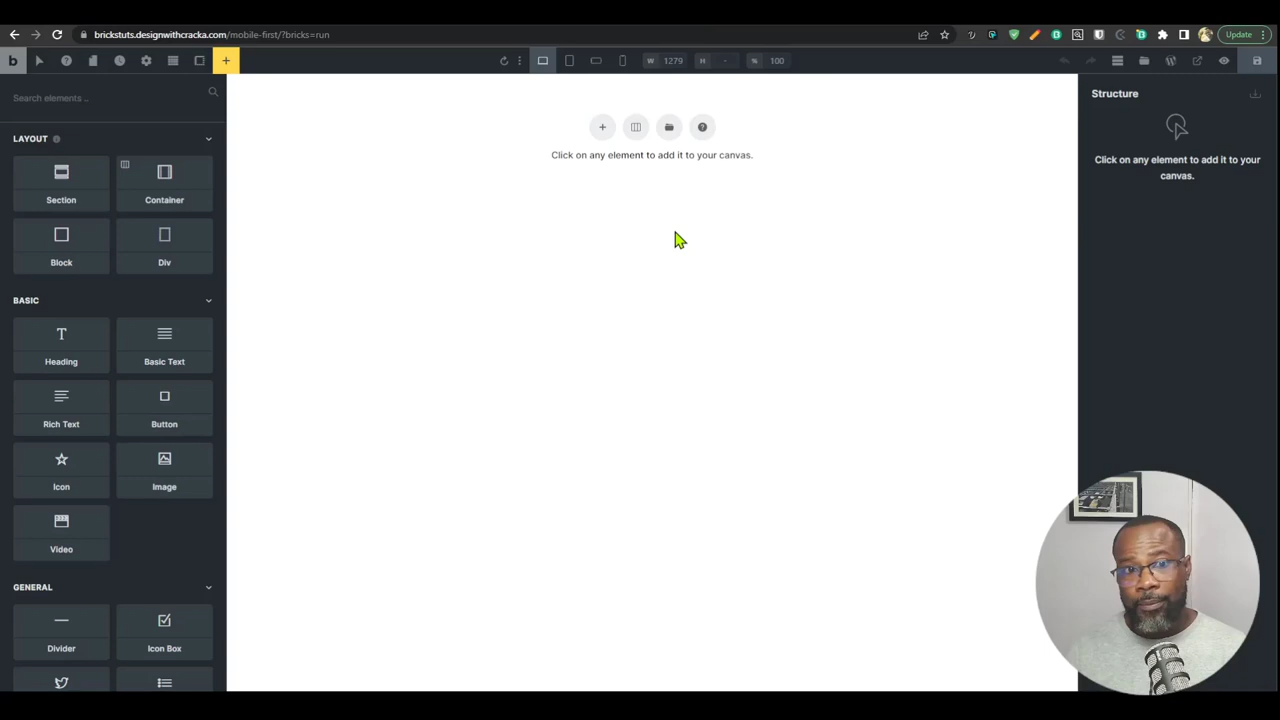 brickstuts.designwithcracka.com/mobile-first/?bricks=run
Update
b
W 1279 H - % 100
Search elements ..
LAYOUT
Section
Container
Block
Div
BASIC
Heading
Basic Text
Rich Text
Button
Icon
Image
Video
GENERAL
Divider
Icon Box
Click on any element to add it to your canvas.
Structure
Click on any element to add it to your
canvas.